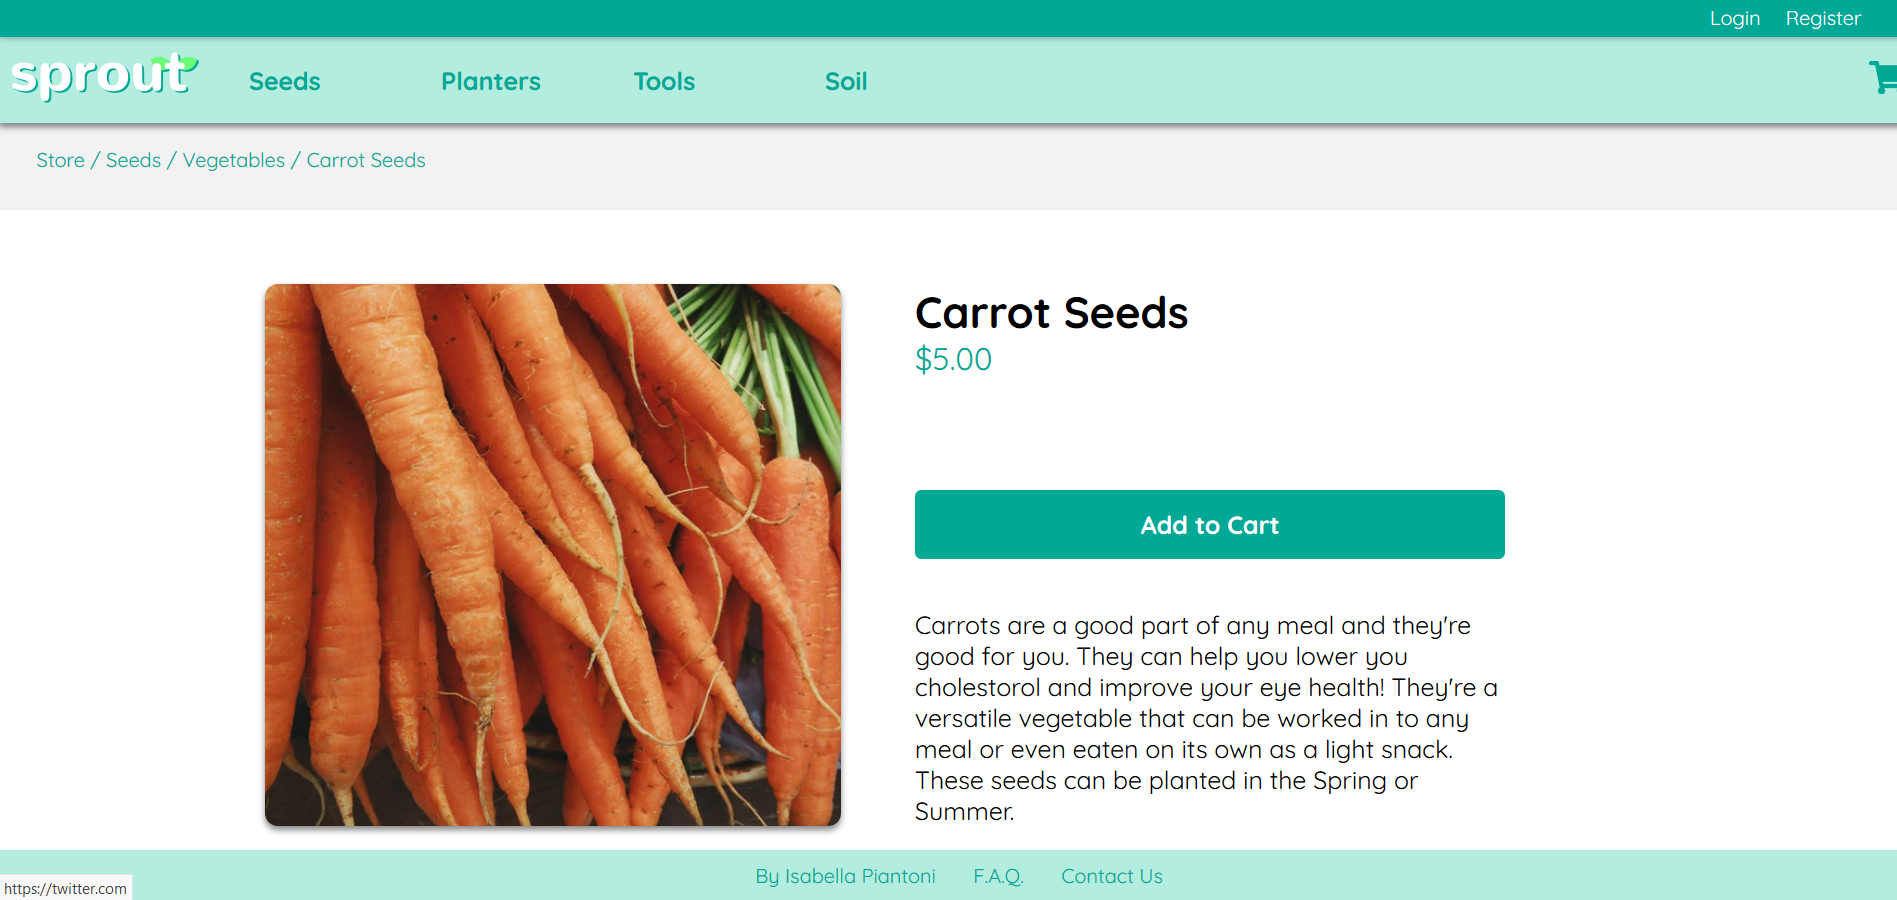 Login Register
sprout Seeds Planters Tools Soil
Store / Seeds / Vegetables / Carrot Seeds
Carrot Seeds
$5.00
Add to Cart
Carrots are a good part of any meal and they're
good for you. They can help you lower you
cholestorol and improve your eye health! They're a
versatile vegetable that can be worked in to any
meal or even eaten on its own as a light snack.
These seeds can be planted in the Spring or
Summer.
By Isabella Piantoni F.A.Q. Contact Us
https://twitter.com